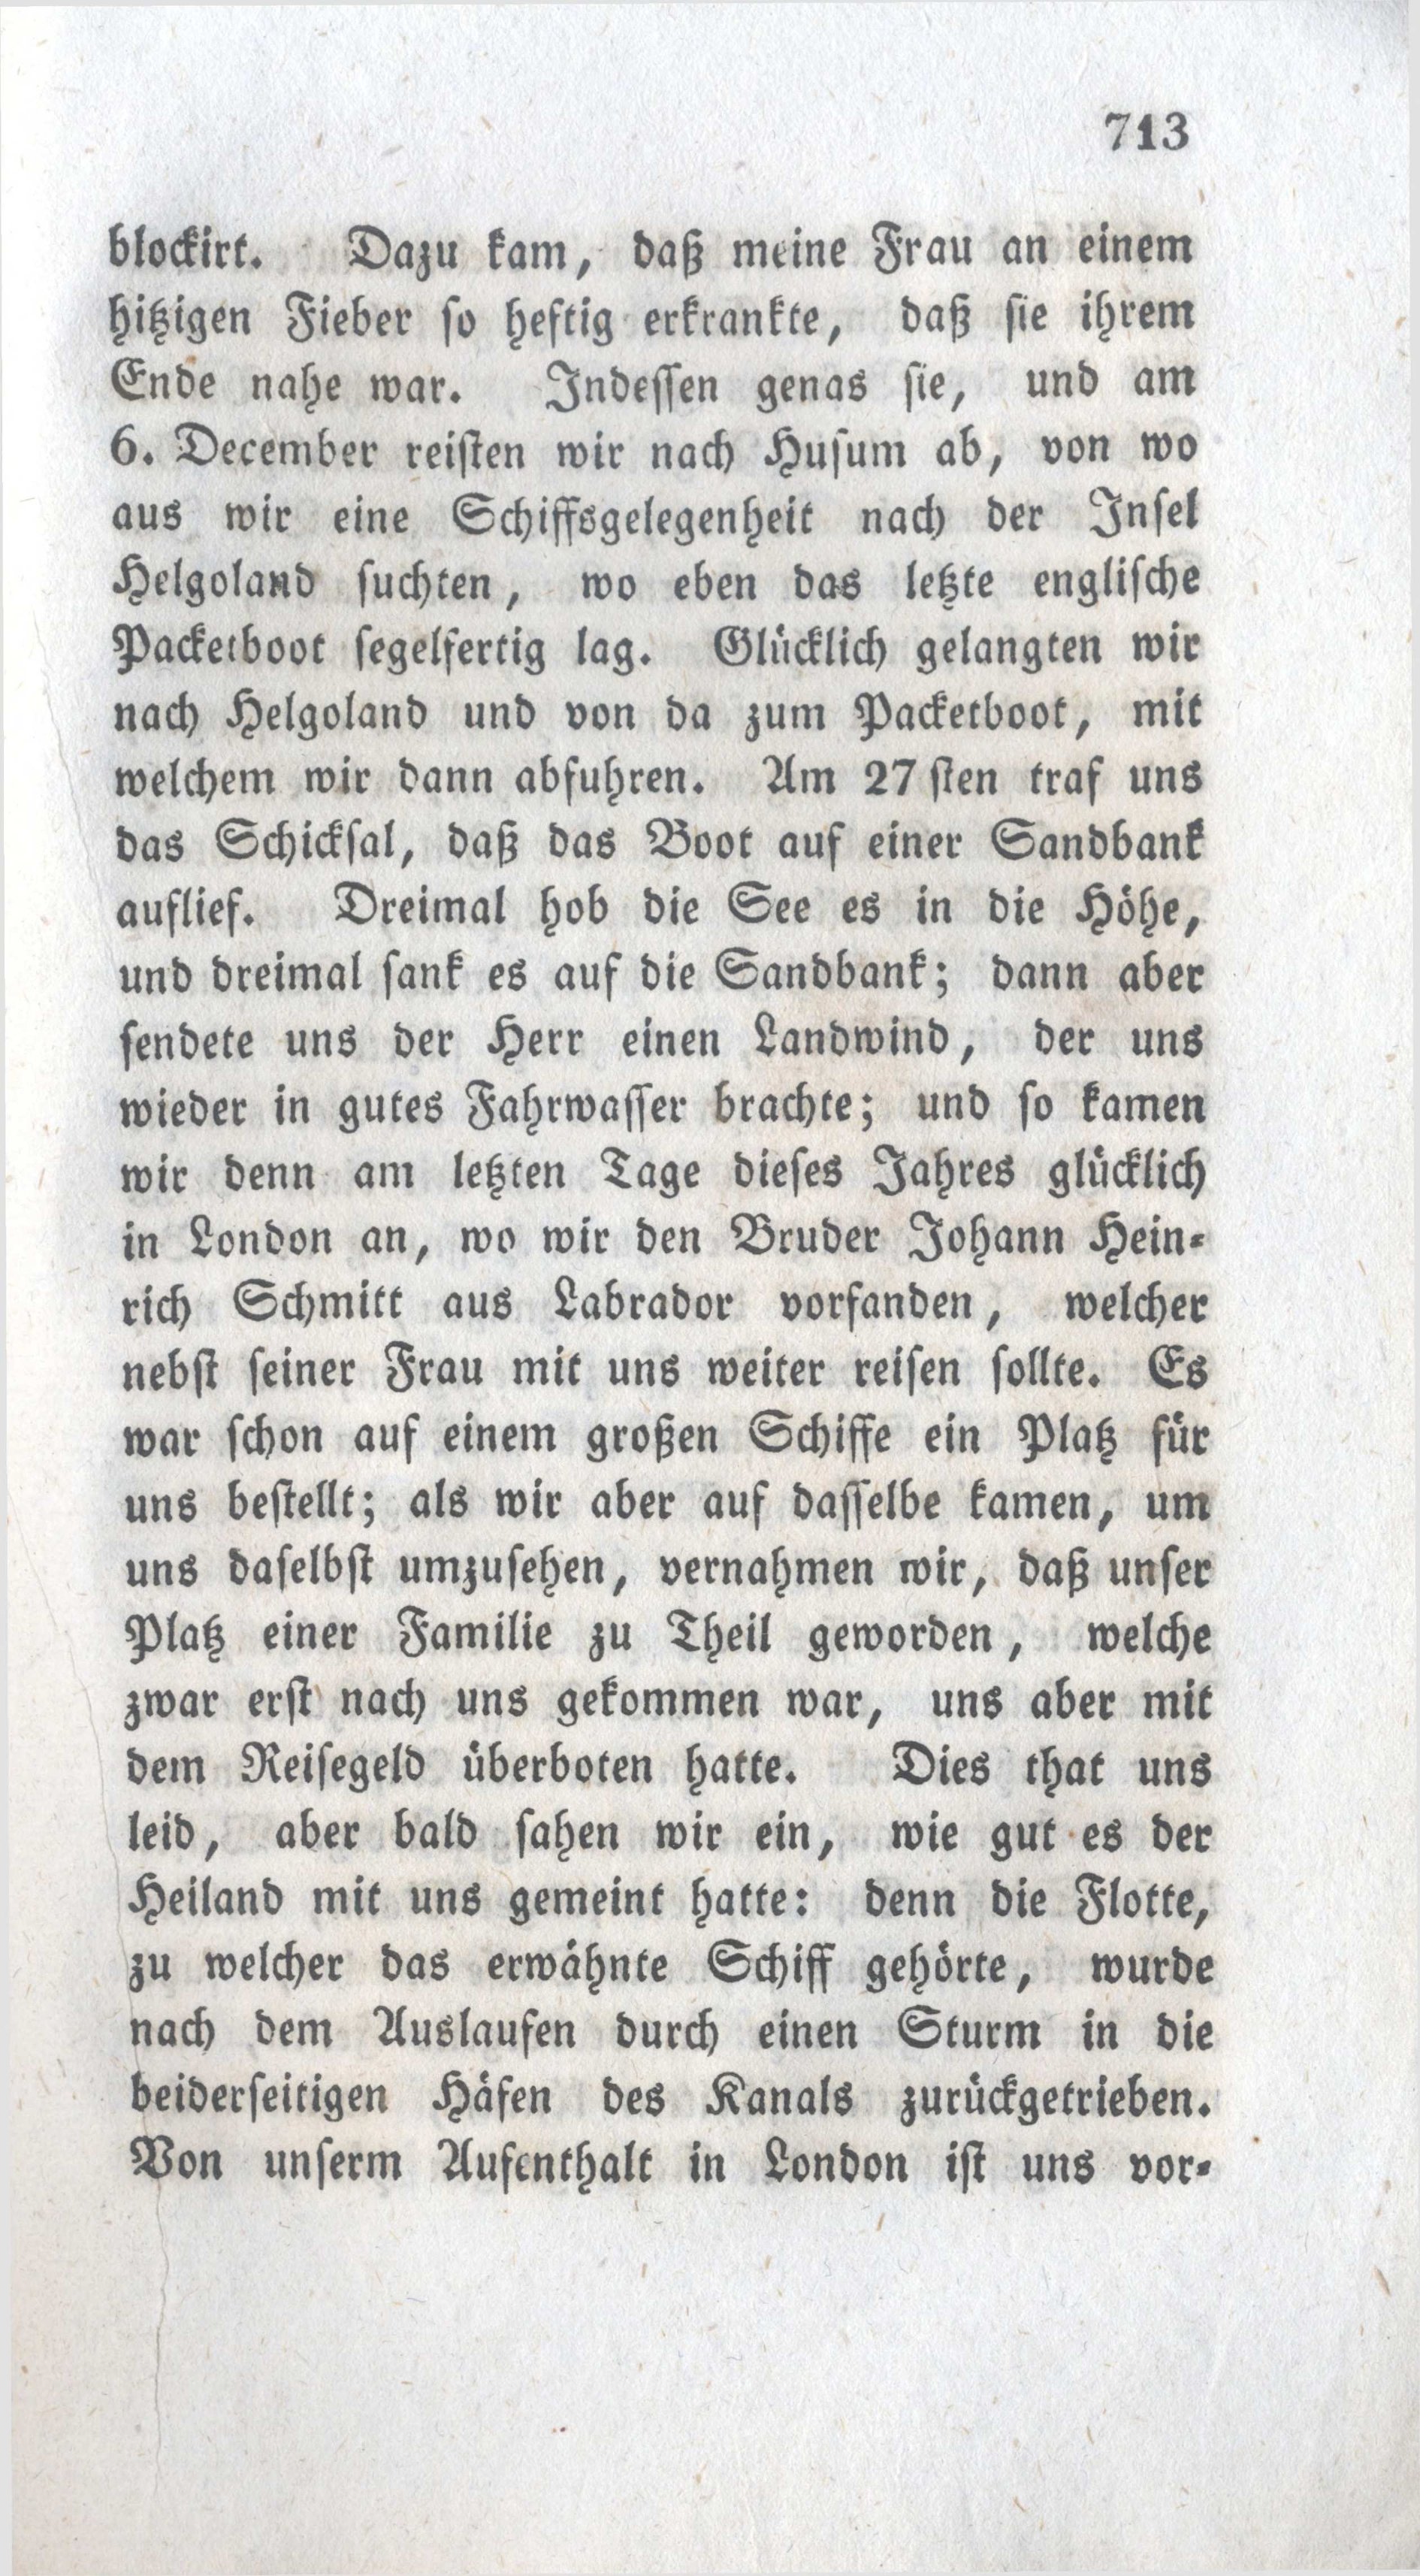 713
blockirt. Dazu kam, daß meine Frau an einem
hitzigen Fieber so heftig erkrankte, daß sie ihrem
Ende nahe war. Indessen genas sie, und am
6. December reisten wir nach Husum ab, von wo
aus wir eine Schiffsgelegenheit nach der Insel
Helgoland suchten, wo eben das letzte englische
Packetboot segelfertig lag. Glücklich gelangten wir
nach Helgoland und von da zum Packetboot, mit
welchem wir dann abfuhren. Am 27sten traf uns
das Schicksal, daß das Boot auf einer Sandbank
auflief. Dreimal hob die See es in die Höhe,
und dreimal sank es auf die Sandbank; dann aber
sendete uns der Herr einen Landwind, der uns
wieder in gutes Fahrwasser brachte; und so kamen
wir denn am letzten Tage dieses Jahres glücklich
in London an, wo wir den Bruder Johann Hein-
rich Schmitt aus Labrador vorfanden, welcher
nebst seiner Frau mit uns weiter reisen sollte. Es
war schon auf einem großen Schiffe ein Platz für
uns bestellt; als wir aber auf dasselbe kamen, um
uns daselbst umzusehen, vernahmen wir, daß unser
Platz einer Familie zu Theil geworden, welche
zwar erst nach uns gekommen war, uns aber mit
dem Reisegeld überboten hatte. Dies that uns
leid, aber bald sahen wir ein, wie gut es der
Heiland mit uns gemeint hatte: denn die Flotte,
zu welcher das erwähnte Schiff gehörte, wurde
nach dem Auslaufen durch einen Sturm in die
beiderseitigen Häfen des Kanals zurückgetrieben.
Von unserm Aufenthalt in London ist uns vor-